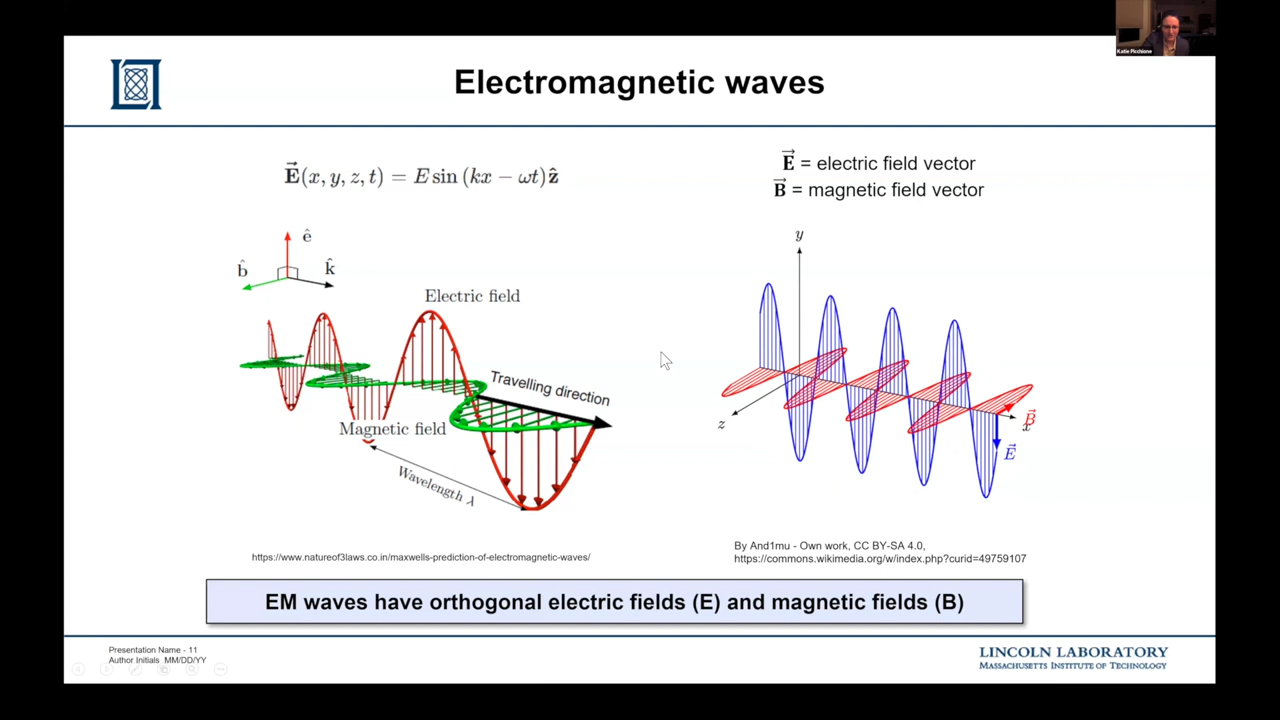 Katie Picchione
Electromagnetic waves
E⃗(x, y, z, t) = E sin (kx − ωt)ẑ
E⃗ = electric field vector
B⃗ = magnetic field vector
ê
b̂
k̂
Electric field
Travelling direction
Magnetic field
Wavelength λ
y
z
B⃗
x
E⃗
https://www.natureof3laws.co.in/maxwells-prediction-of-electromagnetic-waves/
By And1mu - Own work, CC BY-SA 4.0,
https://commons.wikimedia.org/w/index.php?curid=49759107
EM waves have orthogonal electric fields (E) and magnetic fields (B)
Presentation Name - 11
Author Initials MM/DD/YY
LINCOLN LABORATORY
MASSACHUSETTS INSTITUTE OF TECHNOLOGY